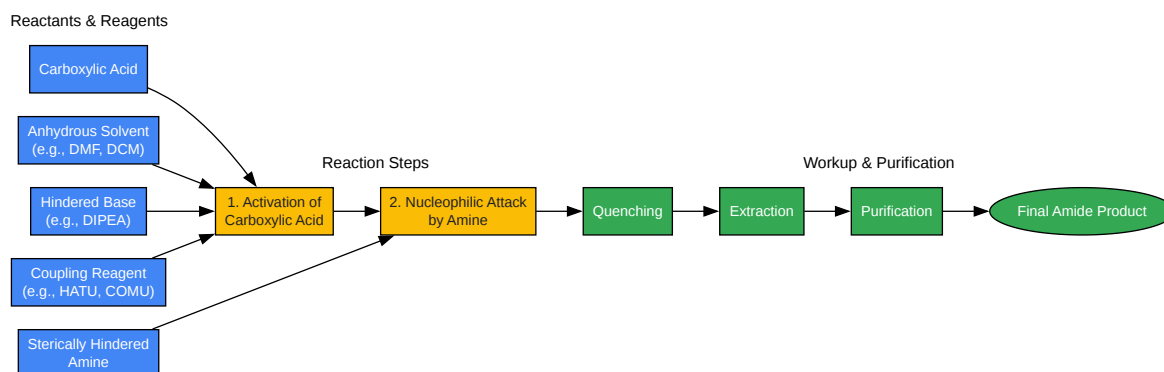 Reactants & Reagents
Carboxylic Acid
Anhydrous Solvent
(e.g., DMF, DCM)
Hindered Base
(e.g., DIPEA)
Coupling Reagent
(e.g., HATU, COMU)
Sterically Hindered
Amine
Reaction Steps
1. Activation of
Carboxylic Acid
2. Nucleophilic Attack
by Amine
Workup & Purification
Quenching
Extraction
Purification
Final Amide Product